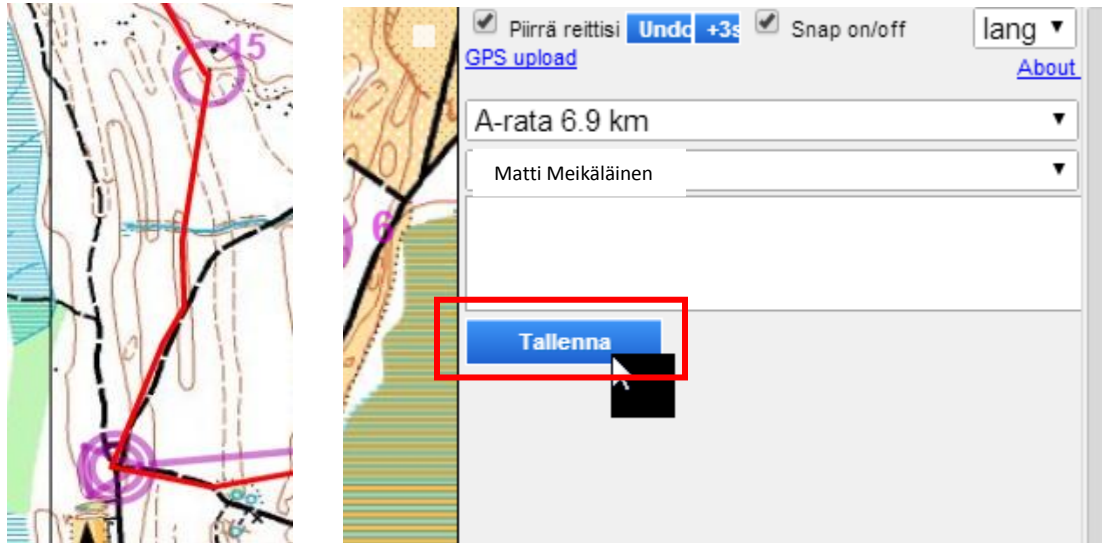 15
Piirrä reittisi Undo +3s Snap on/off lang
GPS upload About
A-rata 6.9 km
Matti Meikäläinen
6
Tallenna